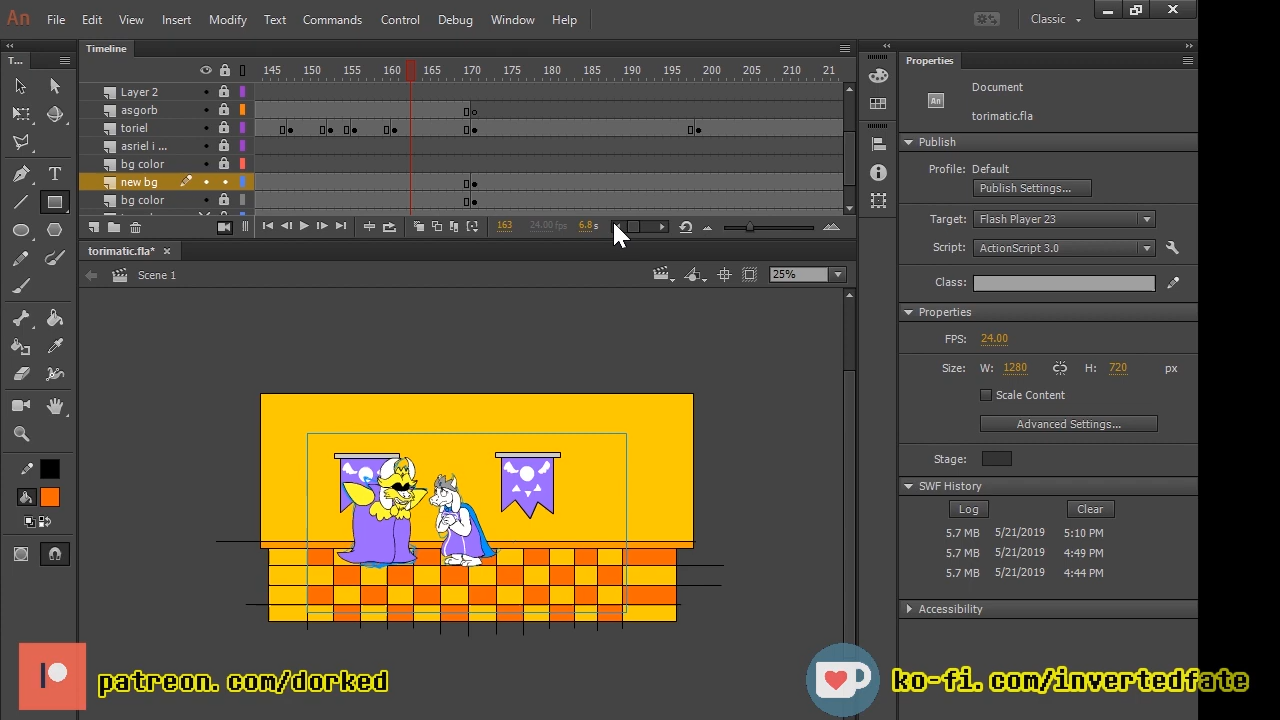 An File Edit View Insert Modify Text Commands Control Debug Window Help Classic
T... Timeline Properties
145 150 155 160 165 170 175 180 185 190 195 200 205 210 21
Layer 2
asgorb
toriel
asriel i ...
bg color
new bg
bg color
163 24.00 fps 6.8 s
torimatic.fla*
Scene 1 25%
Document
An torimatic.fla
Publish
Profile: Default
Publish Settings...
Target: Flash Player 23
Script: ActionScript 3.0
Class:
Properties
FPS: 24.00
Size: W: 1280 H: 720 px
Scale Content
Advanced Settings...
Stage:
SWF History
Log Clear
5.7 MB 5/21/2019 5:10 PM
5.7 MB 5/21/2019 4:49 PM
5.7 MB 5/21/2019 4:44 PM
Accessibility
patreon.com/dorked ko-fi.com/invertedfate